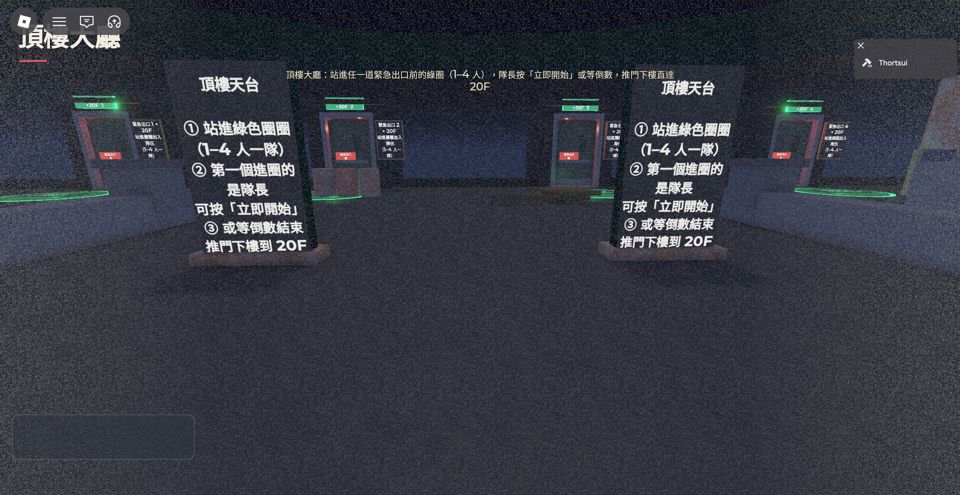 頂樓大廳
Thortsui
頂樓大廳：站進任一道緊急出口前的綠圈（1–4 人），隊長按「立即開始」或等倒數，推門下樓直達
20F
頂樓天台
① 站進綠色圈圈
（1–4 人一隊）
② 第一個進圈的
是隊長
可按「立即開始」
③ 或等倒數結束
推門下樓到 20F
頂樓天台
① 站進綠色圈圈
（1–4 人一隊）
② 第一個進圈的
是隊長
可按「立即開始」
③ 或等倒數結束
推門下樓到 20F
緊急出口 2